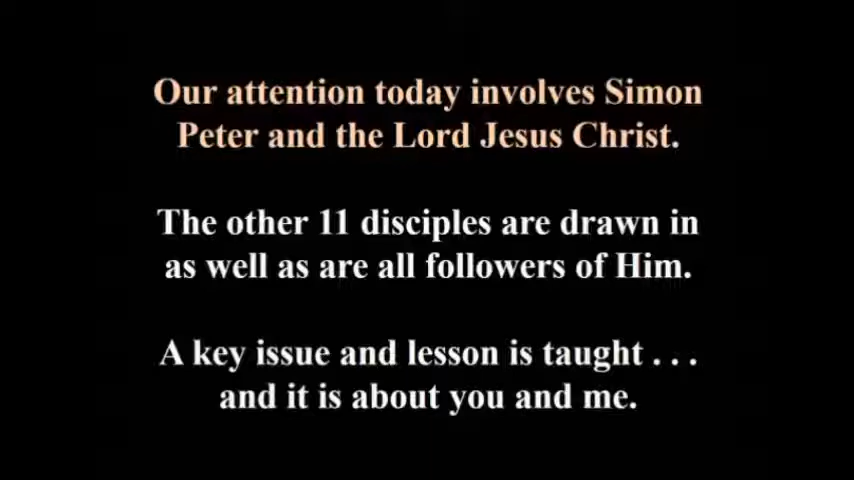 Our attention today involves Simon
Peter and the Lord Jesus Christ.
The other 11 disciples are drawn in
as well as are all followers of Him.
A key issue and lesson is taught . . .
and it is about you and me.